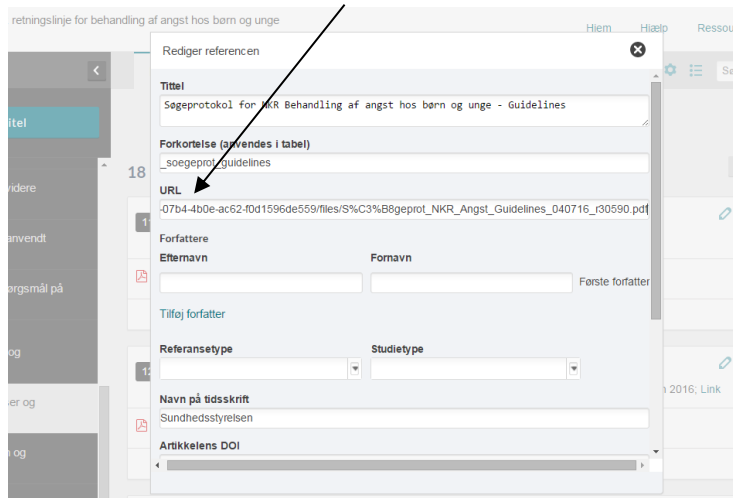 retningslinje for behandling af angst hos børn og unge
Hjem Hjælp
Rediger referencen
Tittel
Søgeprotokol for NKR Behandling af angst hos børn og unge - Guidelines
itel
Forkortelse (anvendes i tabel)
_soegeprot_guidelines
18
videre
URL
-07b4-4b0e-ac62-f0d1596de559/files/S%C3%B8geprot_NKR_Angst_Guidelines_040716_r30590.pdf
11
anvendt
Forfattere
Efternavn Fornavn
Første forfatter
ørgsmål på
Tilføj forfatter
og
Referansetype Studietype
12
n 2016; Link
ser og
Navn på tidsskrift
Sundhedsstyrelsen
Artikkelens DOI
n og